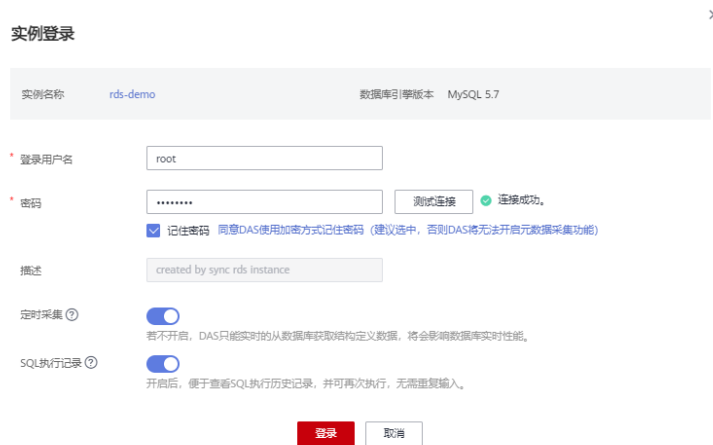 实例登录
实例名称 rds-demo 数据库引擎版本 MySQL 5.7
* 登录用户名 root
* 密码 •••••••• 测试连接 连接成功。
记住密码 同意DAS使用加密方式记住密码（建议选中，否则DAS将无法开启元数据采集功能）
描述 created by sync rds instance
定时采集 ?
若不开启，DAS只能实时的从数据库获取结构定义数据，将会影响数据库实时性能。
SQL执行记录 ?
开启后，便于查看SQL执行历史记录，并可再次执行，无需重复输入。
登录 取消